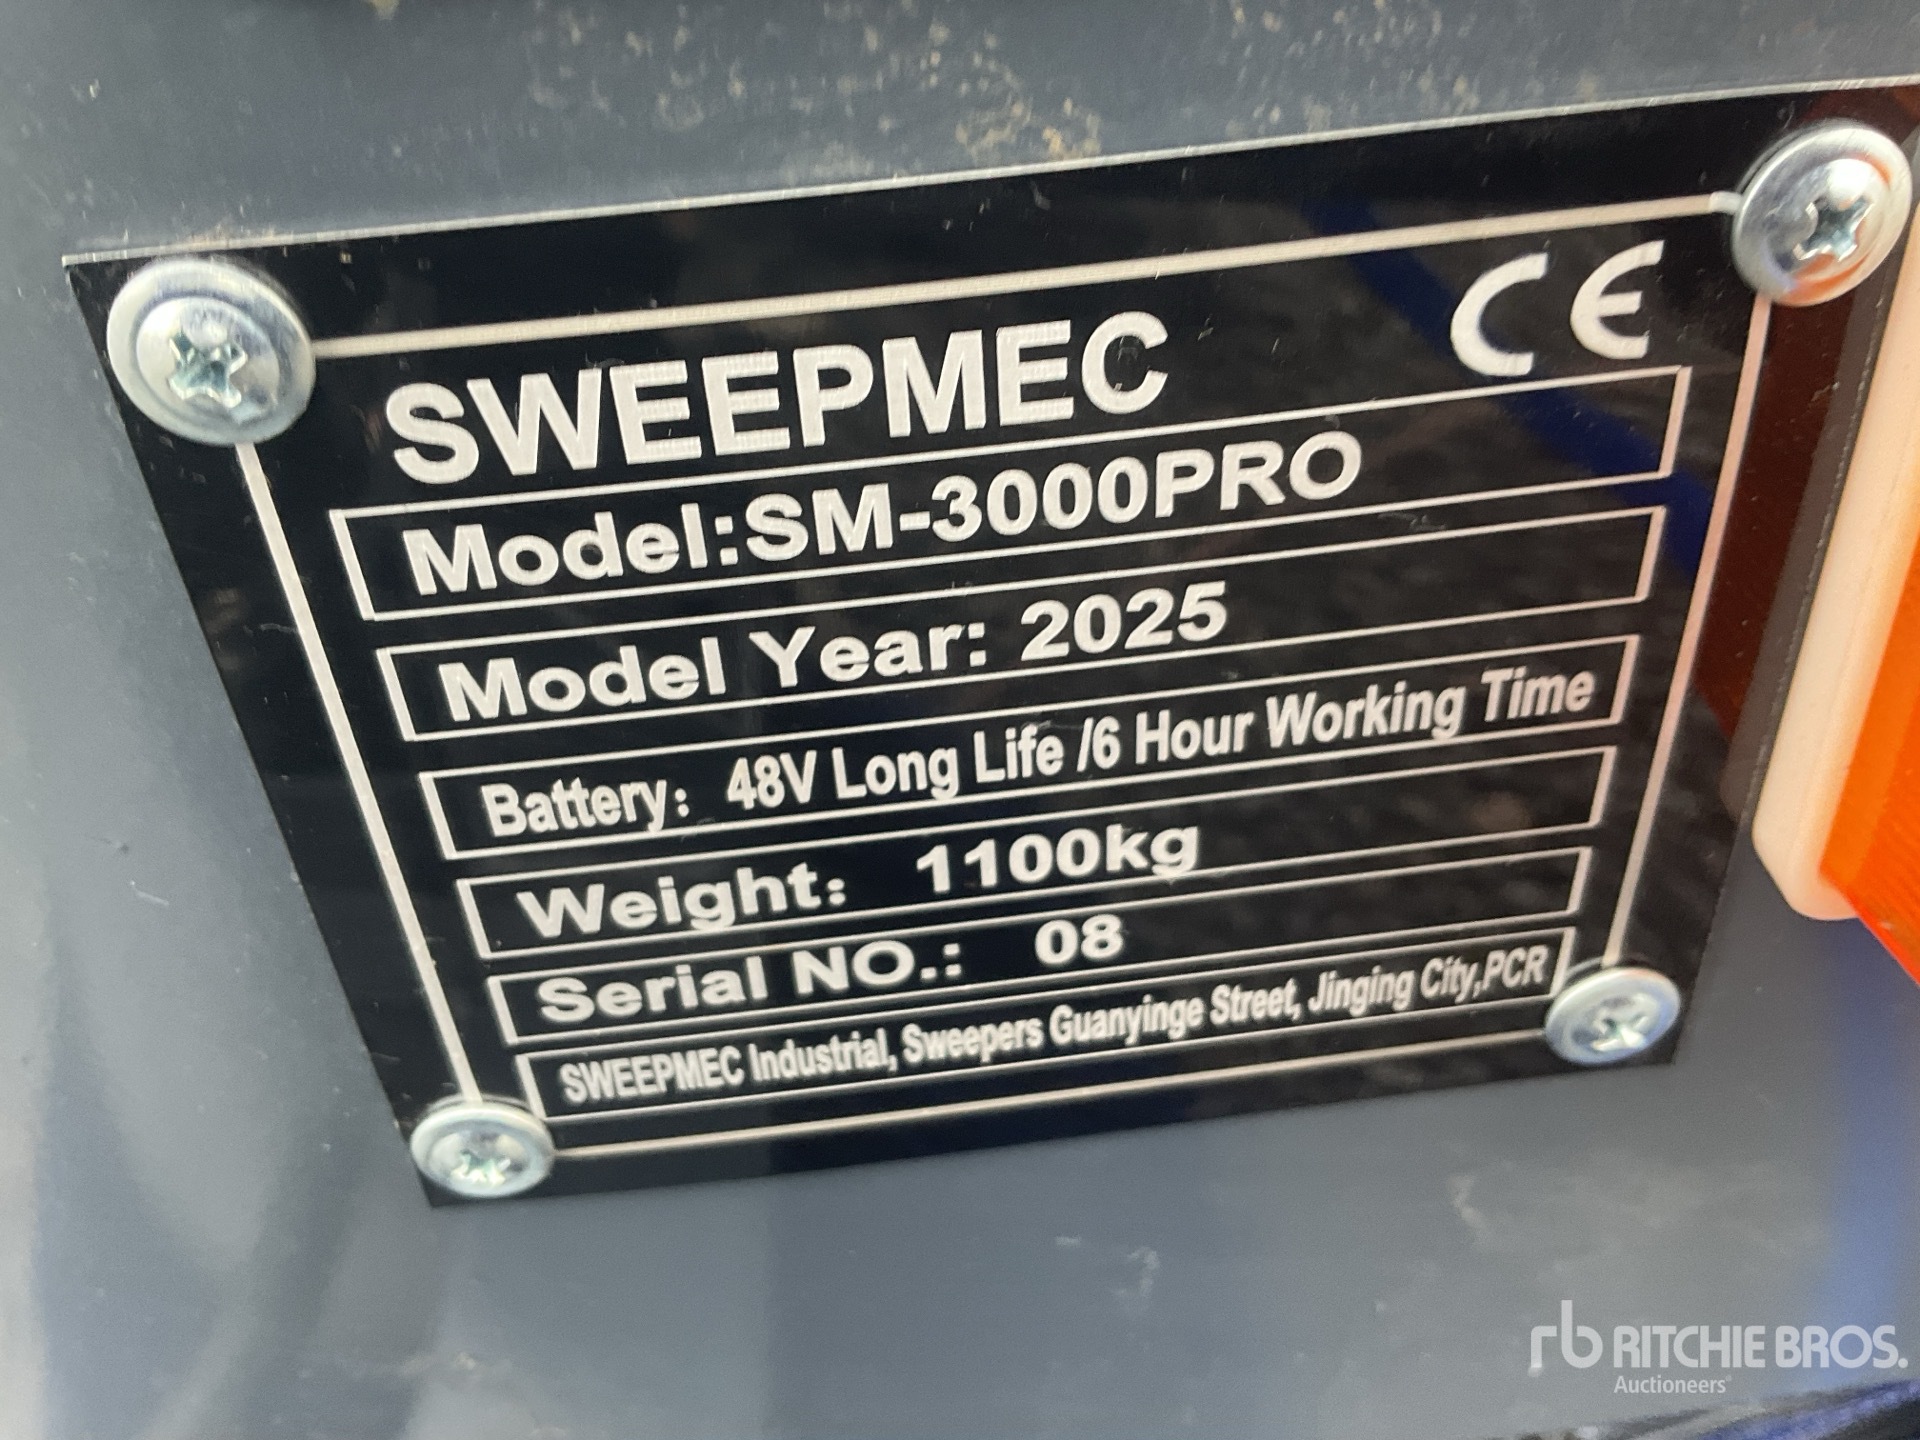 SWEEPMEC CE
Model:SM-3000PRO
Model Year: 2025
Battery: 48V Long Life /6 Hour Working Time
Weight: 1100kg
Serial NO.: 08
SWEEPMEC Industrial, Sweepers Guanyinge Street, Jinging City,PCR
rb RITCHIE BROS.
Auctioneers